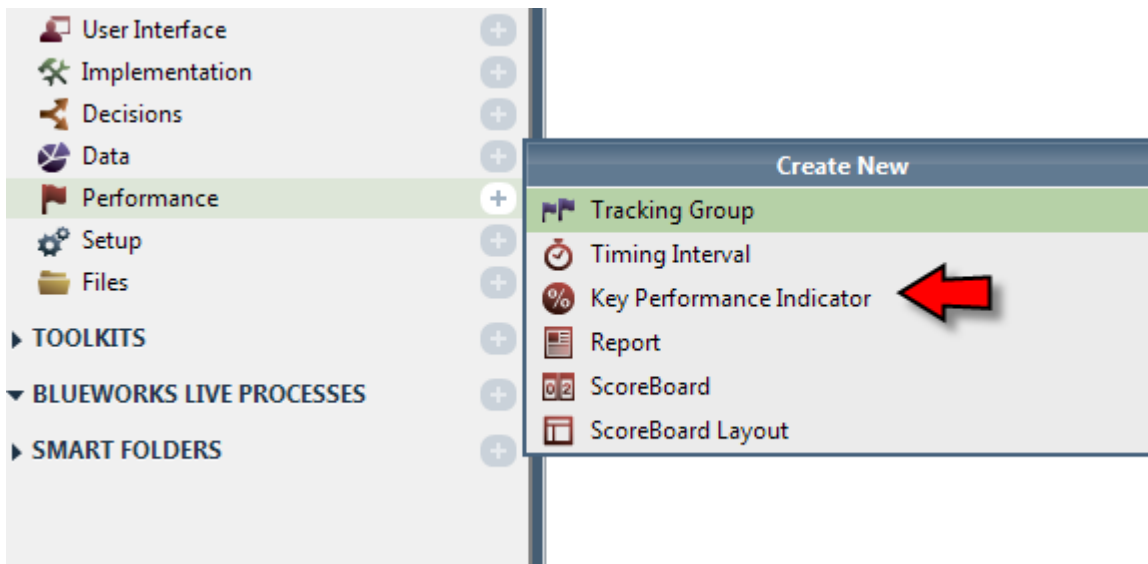 User Interface
Implementation
Decisions
Data
Performance
Setup
Files
TOOLKITS
BLUEWORKS LIVE PROCESSES
SMART FOLDERS
Create New
Tracking Group
Timing Interval
% Key Performance Indicator
Report
02 ScoreBoard
ScoreBoard Layout